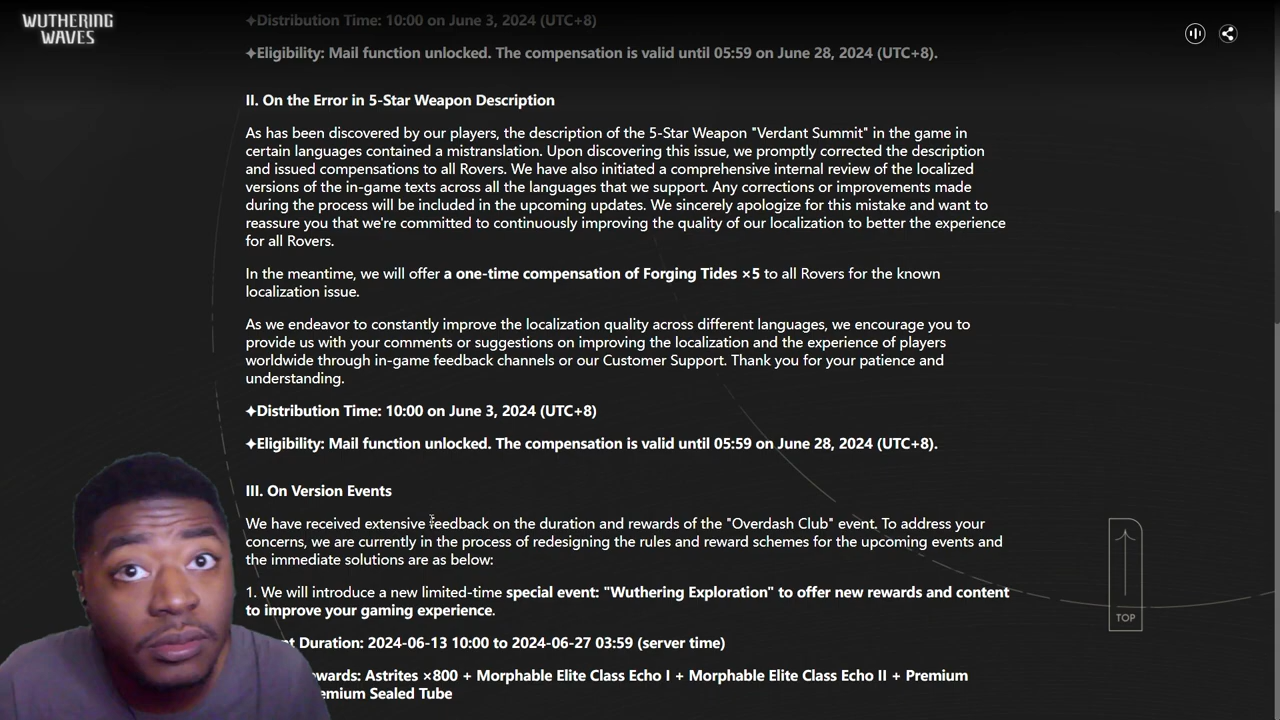 WUTHERING
WAVES
✦Distribution Time: 10:00 on June 3, 2024 (UTC+8)
✦Eligibility: Mail function unlocked. The compensation is valid until 05:59 on June 28, 2024 (UTC+8).
II. On the Error in 5-Star Weapon Description
As has been discovered by our players, the description of the 5-Star Weapon "Verdant Summit" in the game in
certain languages contained a mistranslation. Upon discovering this issue, we promptly corrected the description
and issued compensations to all Rovers. We have also initiated a comprehensive internal review of the localized
versions of the in-game texts across all the languages that we support. Any corrections or improvements made
during the process will be included in the upcoming updates. We sincerely apologize for this mistake and want to
reassure you that we're committed to continuously improving the quality of our localization to better the experience
for all Rovers.
In the meantime, we will offer a one-time compensation of Forging Tides ×5 to all Rovers for the known
localization issue.
As we endeavor to constantly improve the localization quality across different languages, we encourage you to
provide us with your comments or suggestions on improving the localization and the experience of players
worldwide through in-game feedback channels or our Customer Support. Thank you for your patience and
understanding.
✦Distribution Time: 10:00 on June 3, 2024 (UTC+8)
✦Eligibility: Mail function unlocked. The compensation is valid until 05:59 on June 28, 2024 (UTC+8).
III. On Version Events
We have received extensive feedback on the duration and rewards of the "Overdash Club" event. To address your
concerns, we are currently in the process of redesigning the rules and reward schemes for the upcoming events and
the immediate solutions are as below:
1. We will introduce a new limited-time special event: "Wuthering Exploration" to offer new rewards and content
to improve your gaming experience.
Duration: 2024-06-13 10:00 to 2024-06-27 03:59 (server time)
Astrites ×800 + Morphable Elite Class Echo I + Morphable Elite Class Echo II + Premium
Sealed Tube
TOP